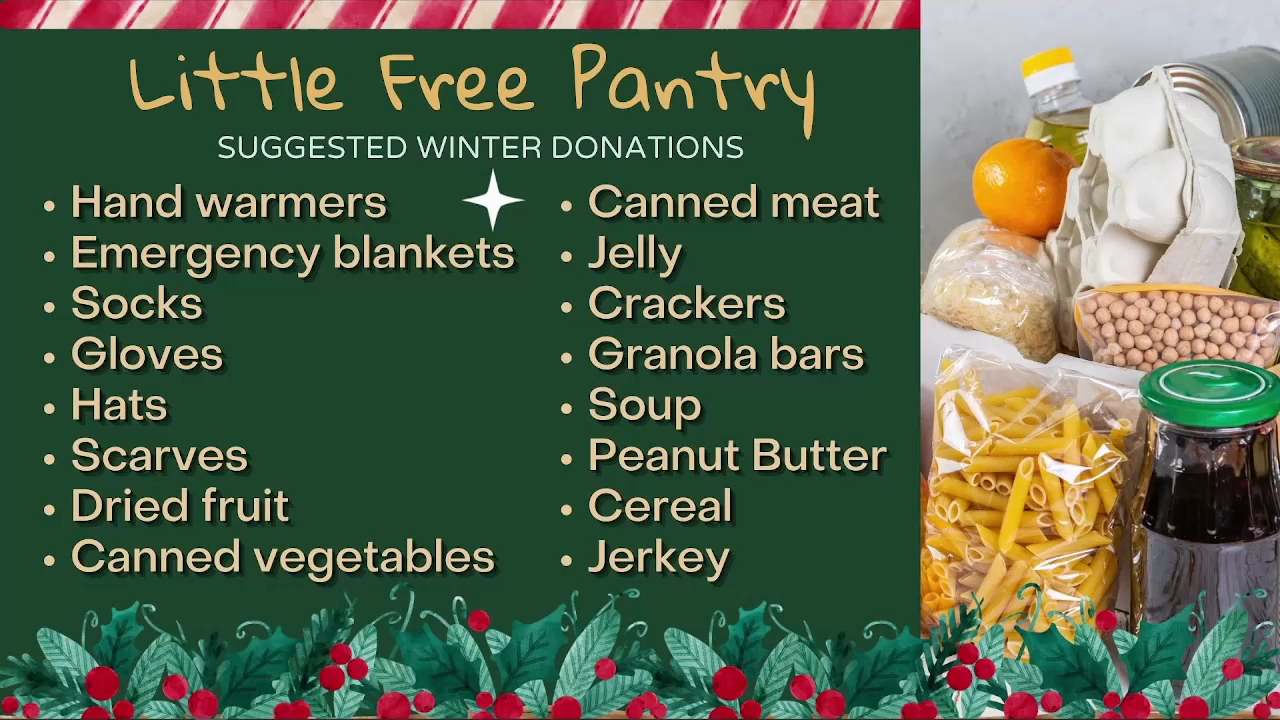 Little Free Pantry
SUGGESTED WINTER DONATIONS
• Hand warmers
• Emergency blankets
• Socks
• Gloves
• Hats
• Scarves
• Dried fruit
• Canned vegetables
• Canned meat
• Jelly
• Crackers
• Granola bars
• Soup
• Peanut Butter
• Cereal
• Jerkey